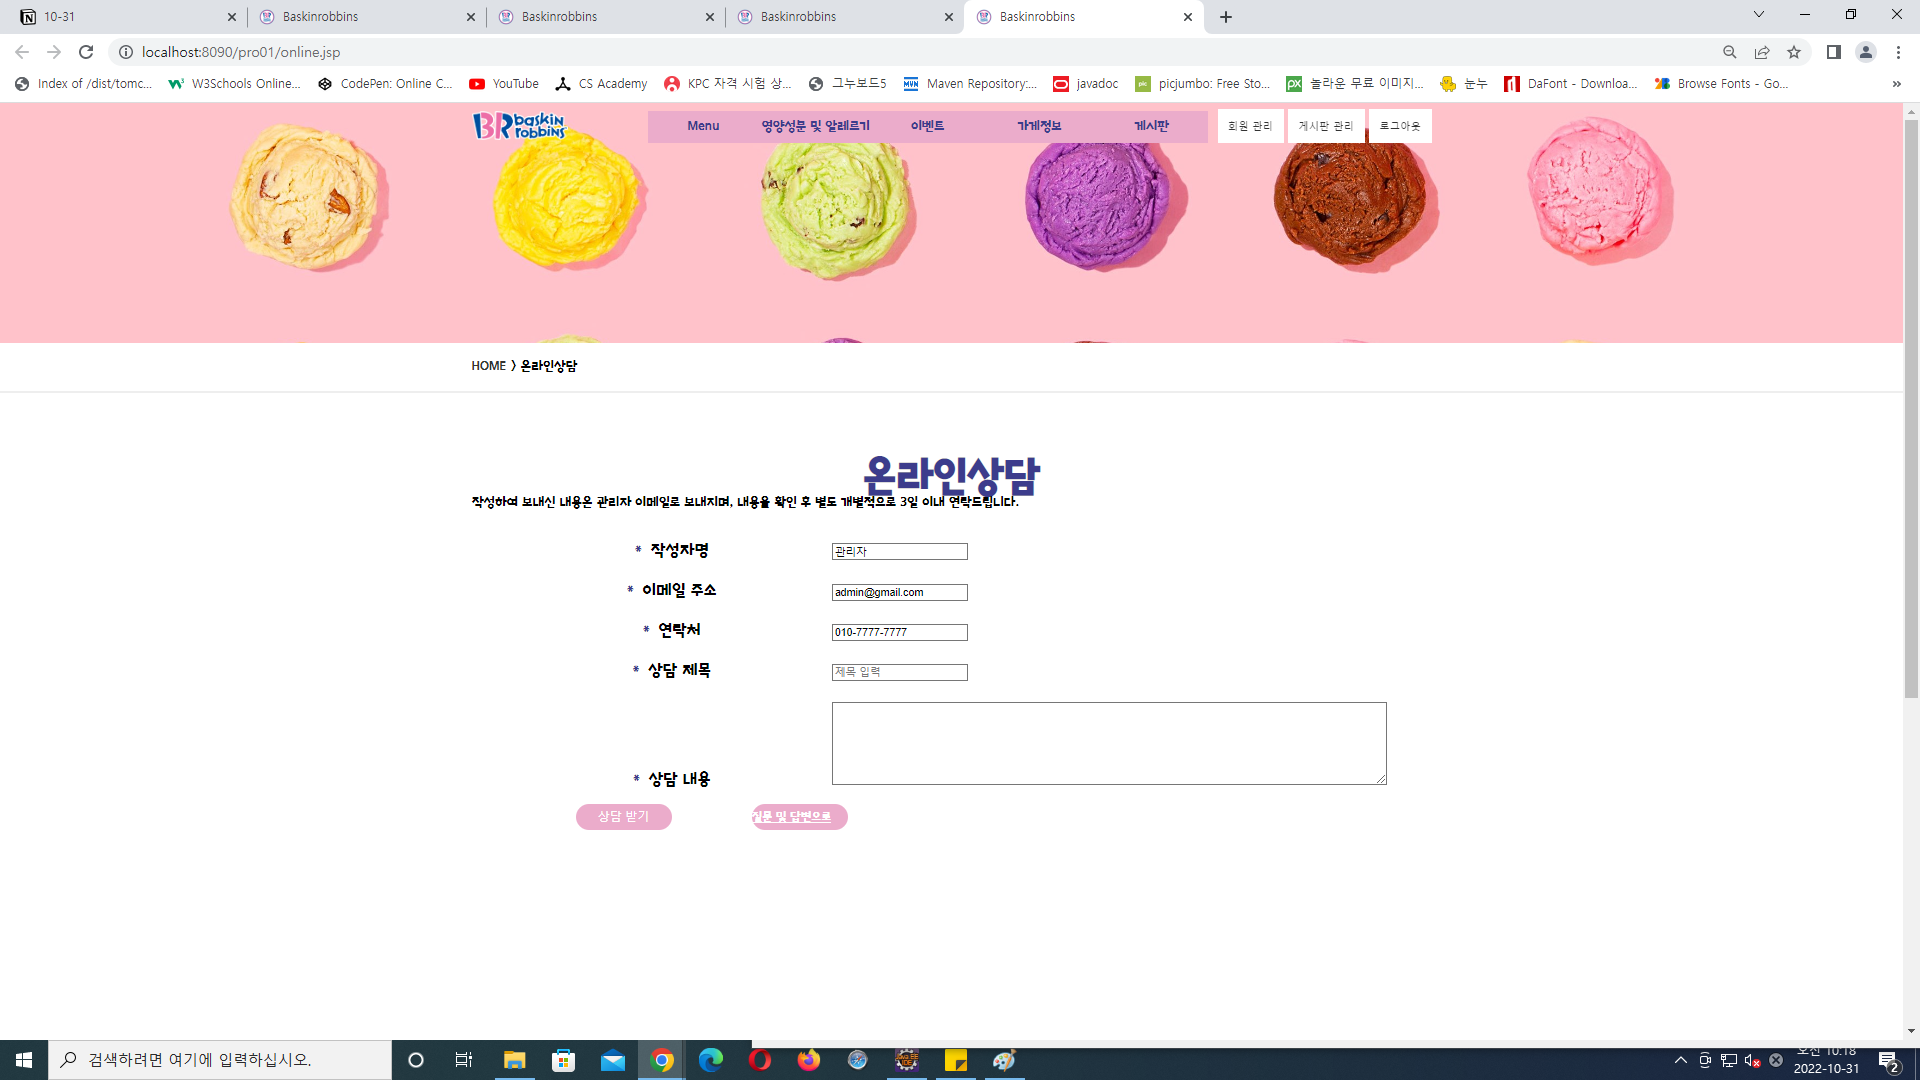 10-31
Baskinrobbins
Baskinrobbins
Baskinrobbins
Baskinrobbins
localhost:8090/pro01/online.jsp
Index of /dist/tomc...
W3Schools Online...
CodePen: Online C...
YouTube
CS Academy
KPC 자격 시험 상...
그누보드5
MVN
Maven Repository:...
javadoc
pic
picjumbo: Free Sto...
px
놀라운 무료 이미지...
눈누
DaFont - Downloa...
Browse Fonts - Go...
»
BR baskin
robbins
Menu
영양성분 및 알레르기
이벤트
가게정보
게시판
회원 관리
게시판 관리
로그아웃
HOME > 온라인상담
온라인상담
작성하여 보내신 내용은 관리자 이메일로 보내지며, 내용을 확인 후 별도 개별적으로 3일 이내 연락드립니다.
* 작성자명
관리자
* 이메일 주소
admin@gmail.com
* 연락처
010-7777-7777
* 상담 제목
제목 입력
* 상담 내용
상담 받기
질문 및 답변으로
검색하려면 여기에 입력하십시오.
오전 10:18
2022-10-31
2